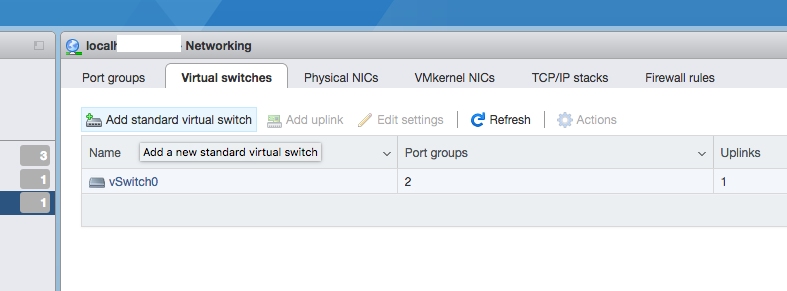 localh - Networking
Port groups Virtual switches Physical NICs VMkernel NICs TCP/IP stacks Firewall rules
Add standard virtual switch Add uplink Edit settings Refresh Actions
Name Port groups Uplinks
Add a new standard virtual switch
vSwitch0 2 1
3
1
1